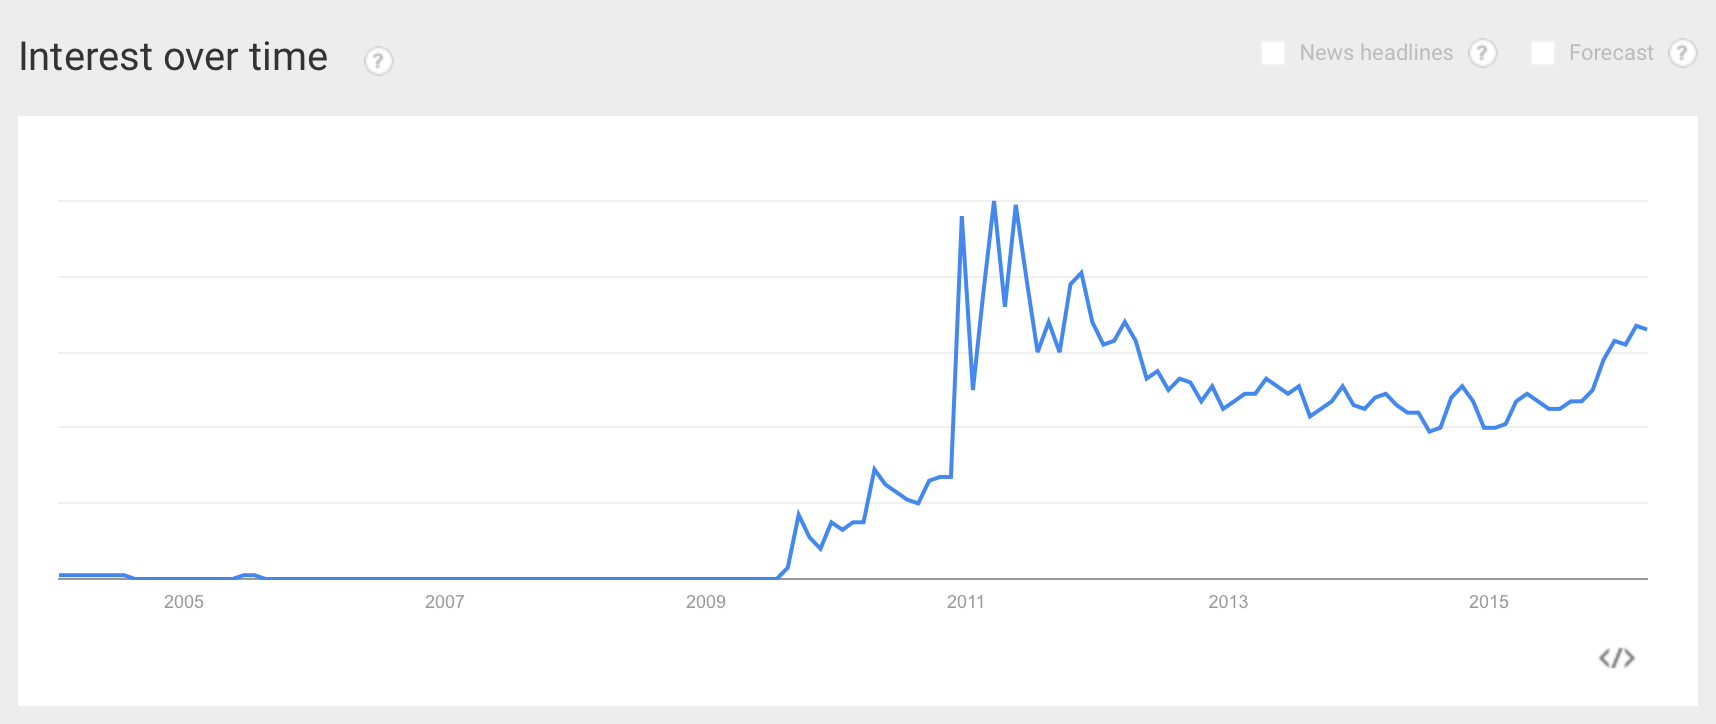 Interest over time ?
News headlines ? Forecast ?
2005 2007 2009 2011 2013 2015
</>